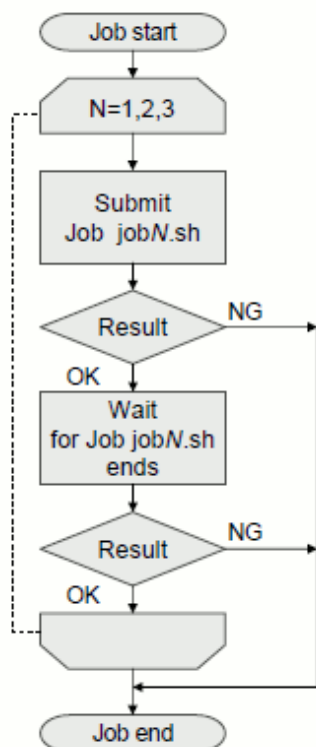 Job start
N=1,2,3
Submit
Job jobN.sh
Result
NG
OK
Wait
for Job jobN.sh
ends
Result
NG
OK
Job end